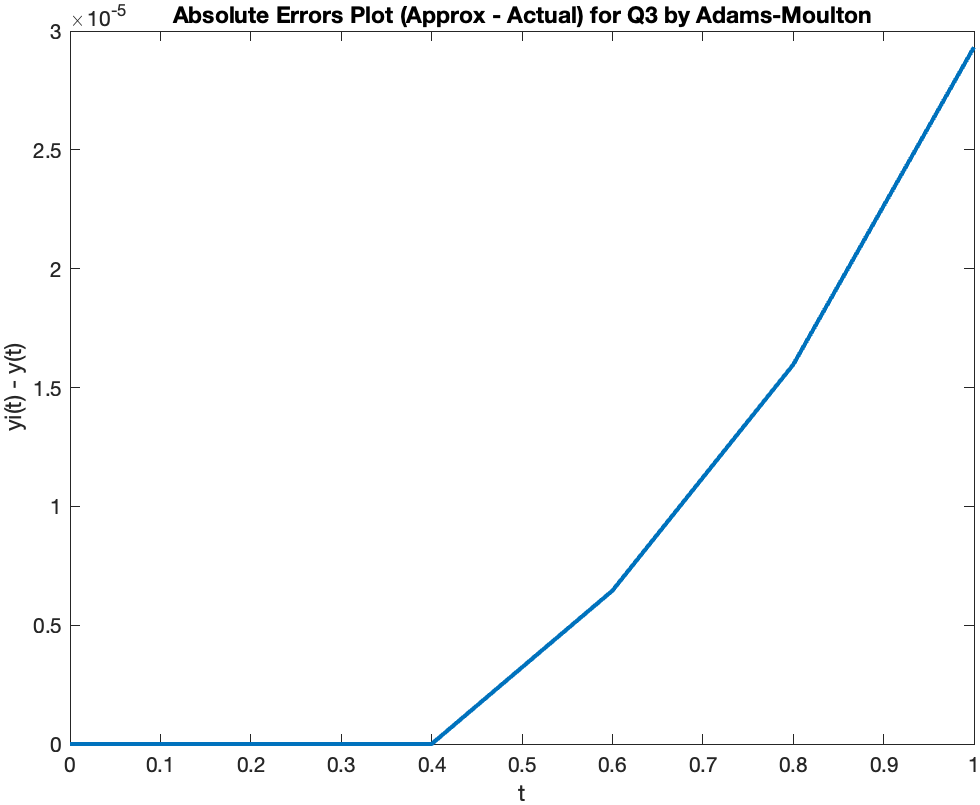 Absolute Errors Plot (Approx - Actual) for Q3 by Adams-Moulton
×10-5
3
2.5
2
1.5
1
0.5
0
yi(t) - y(t)
0 0.1 0.2 0.3 0.4 0.5 0.6 0.7 0.8 0.9 1
t